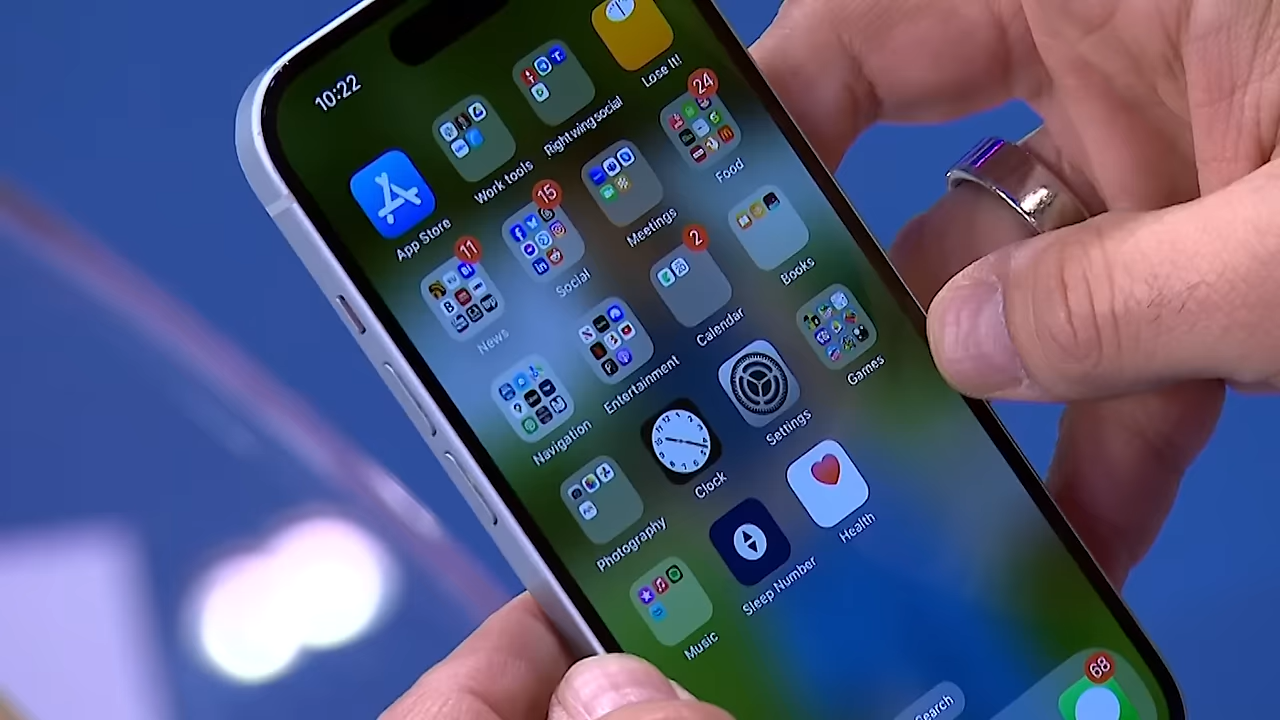 10:22
App Store
Work tools
Right wing social
Lose It!
11
News
15
Social
Meetings
24
Food
Navigation
Entertainment
2
Calendar
Books
Photography
Clock
Settings
Games
Music
Sleep Number
Health
Search
68